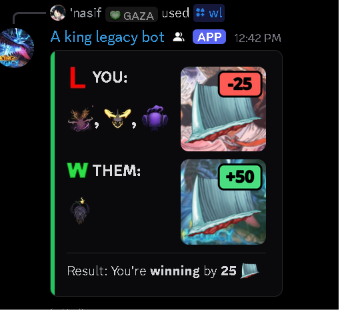 'nasif GAZA used wl
A king legacy bot APP 12:42 PM
L YOU:
-25
, ,
W THEM:
+50
Result: You're winning by 25